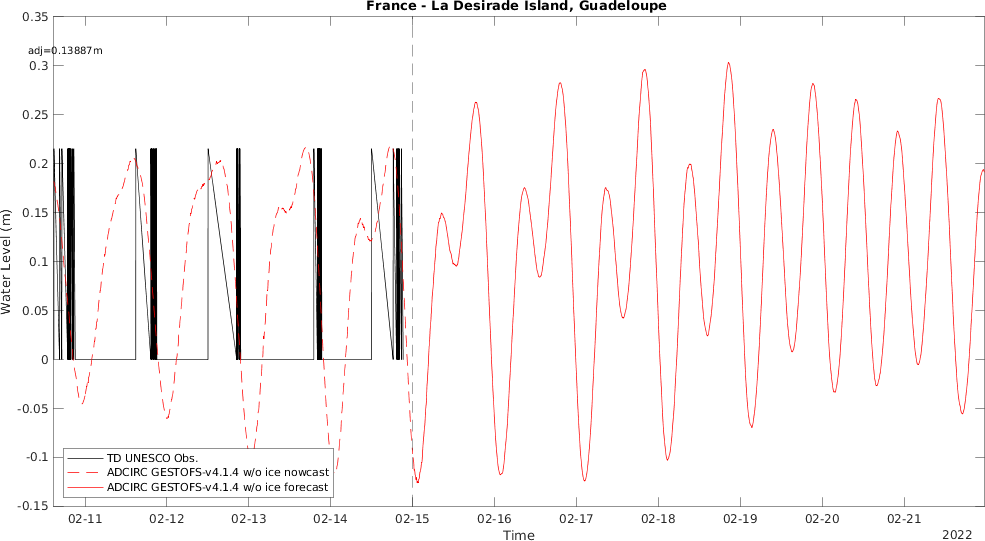 France - La Desirade Island, Guadeloupe
adj=0.13887m
Water Level (m)
0.35
0.3
0.25
0.2
0.15
0.1
0.05
0
-0.05
-0.1
-0.15
TD UNESCO Obs.
ADCIRC GESTOFS-v4.1.4 w/o ice nowcast
ADCIRC GESTOFS-v4.1.4 w/o ice forecast
02-11 02-12 02-13 02-14 02-15 02-16 02-17 02-18 02-19 02-20 02-21
Time
2022